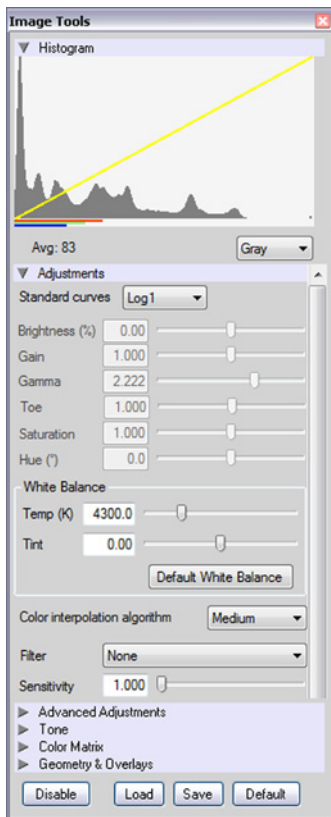 Image Tools
Histogram
Avg: 83 Gray
Adjustments
Standard curves Log1
Brightness (%) 0.00
Gain 1.000
Gamma 2.222
Toe 1.000
Saturation 1.000
Hue (°) 0.0
White Balance
Temp (K) 4300.0
Tint 0.00
Default White Balance
Color interpolation algorithm Medium
Filter None
Sensitivity 1.000
Advanced Adjustments
Tone
Color Matrix
Geometry & Overlays
Disable Load Save Default